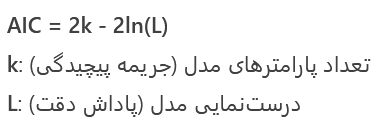 AIC = 2k - 2ln(L)
k: تعداد پارامترهای مدل (جریمه پیچیدگی)
L: درست‌نمایی مدل (پاداش دقت)